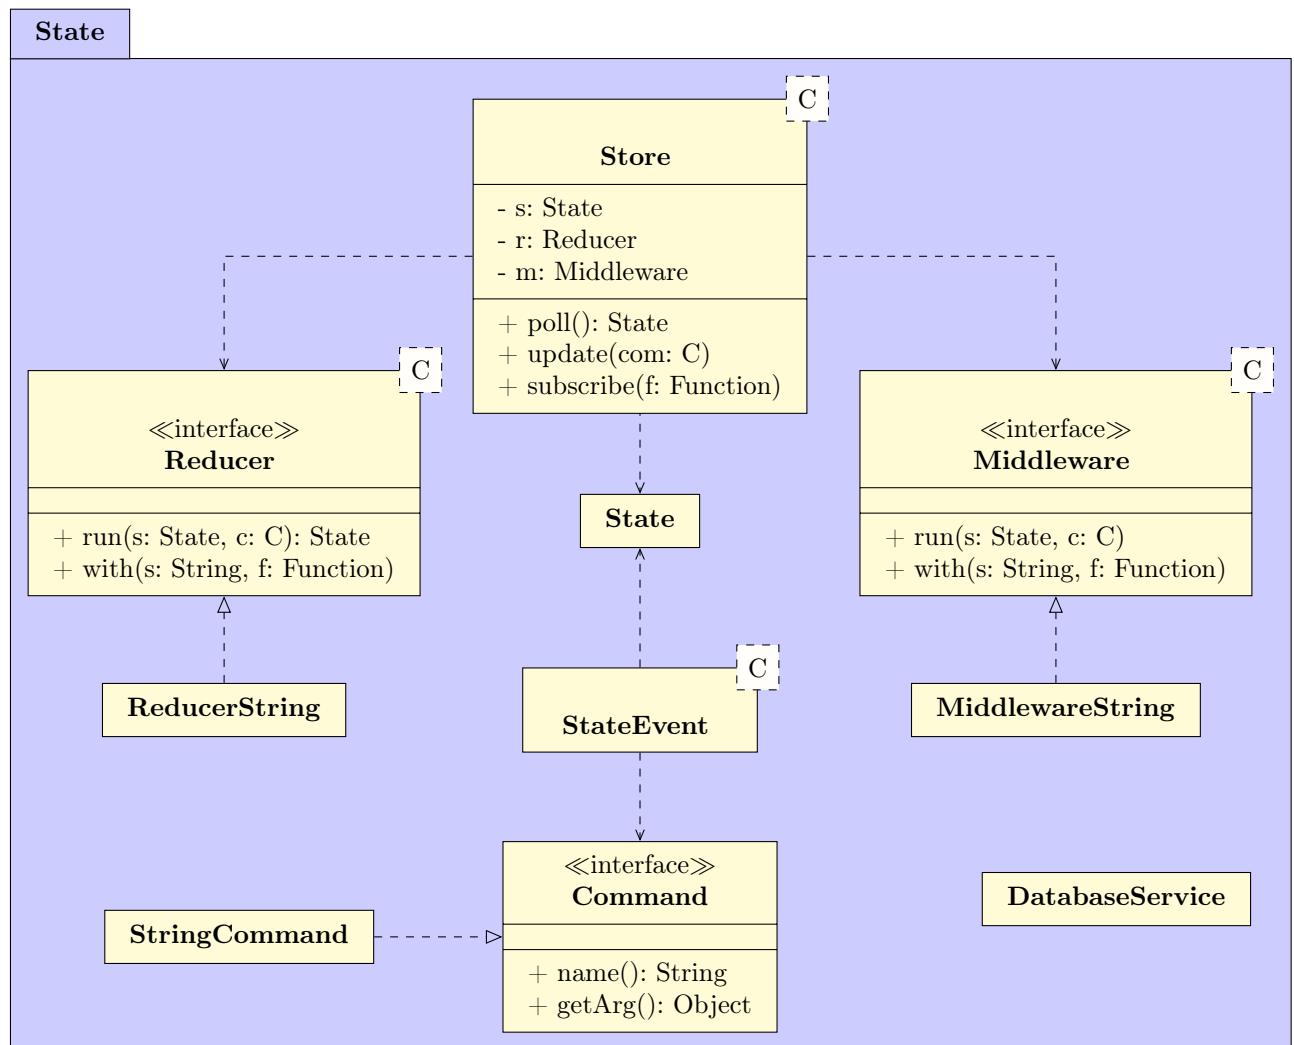 State
C
Store
- s: State
- r: Reducer
- m: Middleware
+ poll(): State
+ update(com: C)
+ subscribe(f: Function)
C
≪interface≫
Reducer
+ run(s: State, c: C): State
+ with(s: String, f: Function)
C
≪interface≫
Middleware
+ run(s: State, c: C)
+ with(s: String, f: Function)
State
ReducerString
C
StateEvent
MiddlewareString
≪interface≫
Command
+ name(): String
+ getArg(): Object
StringCommand
DatabaseService